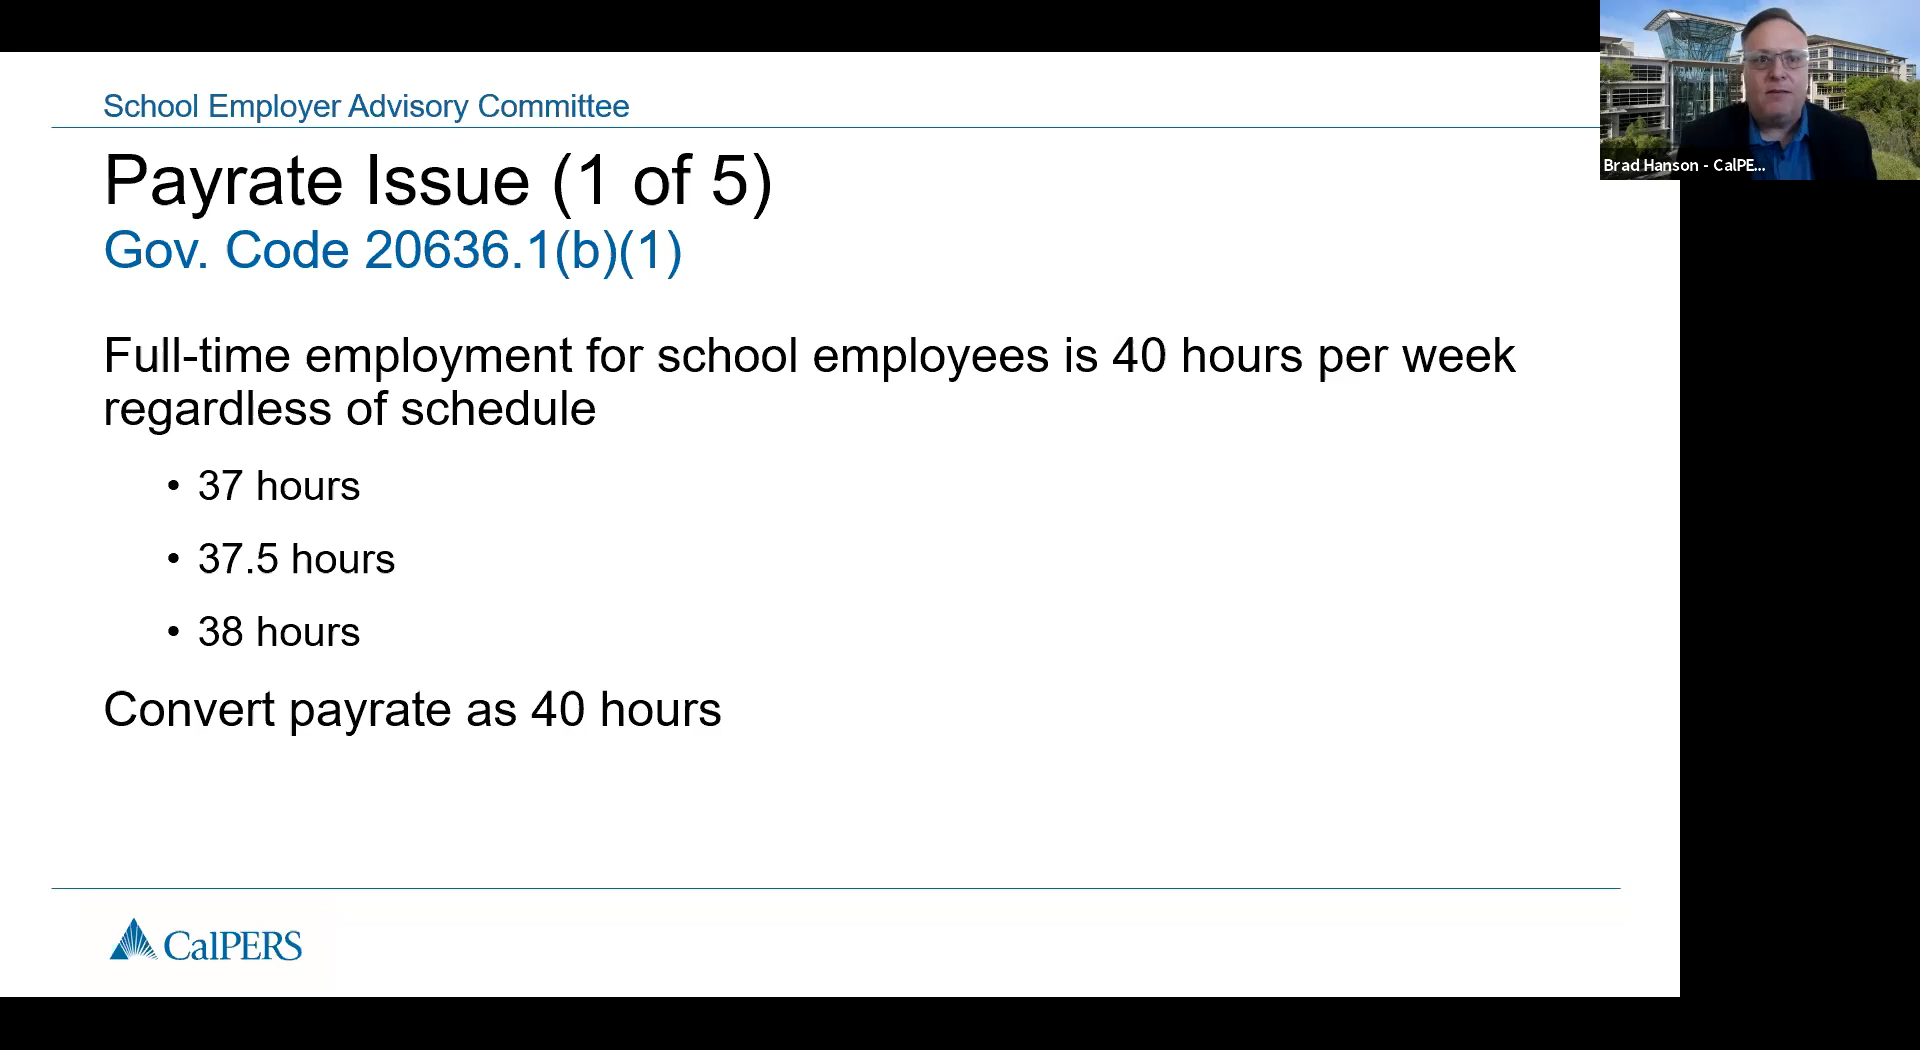 School Employer Advisory Committee
Payrate Issue (1 of 5)
Gov. Code 20636.1(b)(1)
Full-time employment for school employees is 40 hours per week
regardless of schedule
• 37 hours
• 37.5 hours
• 38 hours
Convert payrate as 40 hours
CalPERS
Brad Hanson - CalPE...